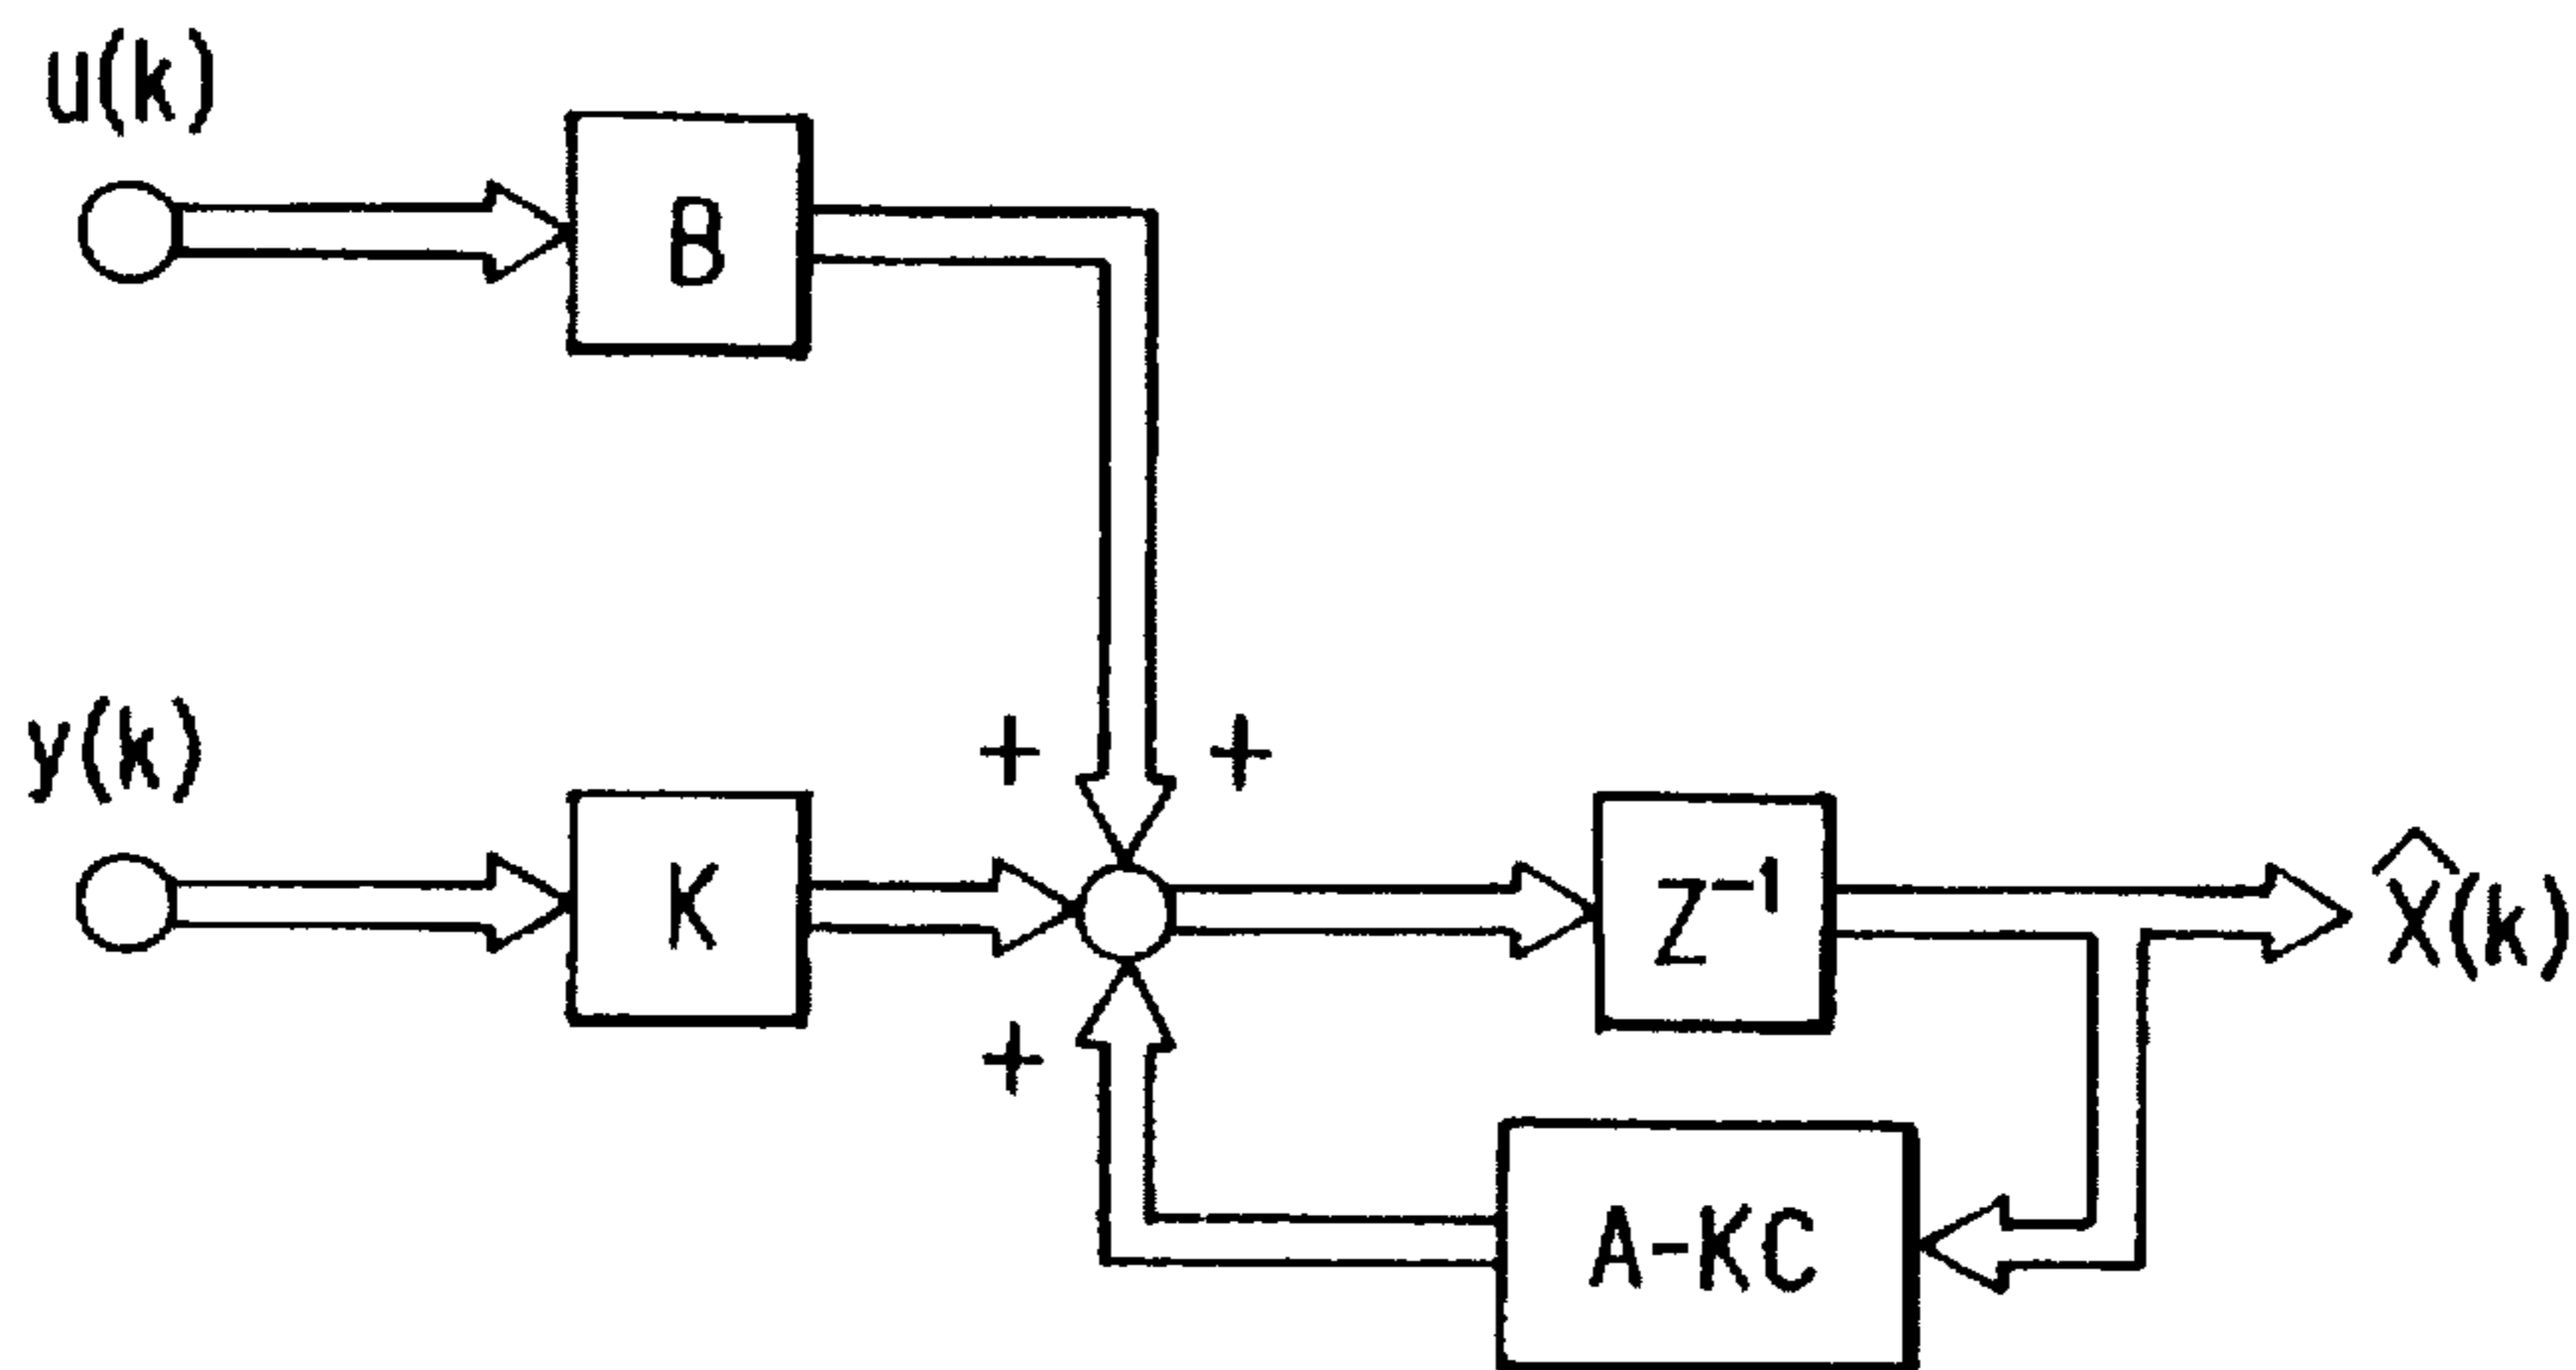 u(k)
B
y(k)
+
+
K
Z⁻¹
X̂(k)
+
A-KC